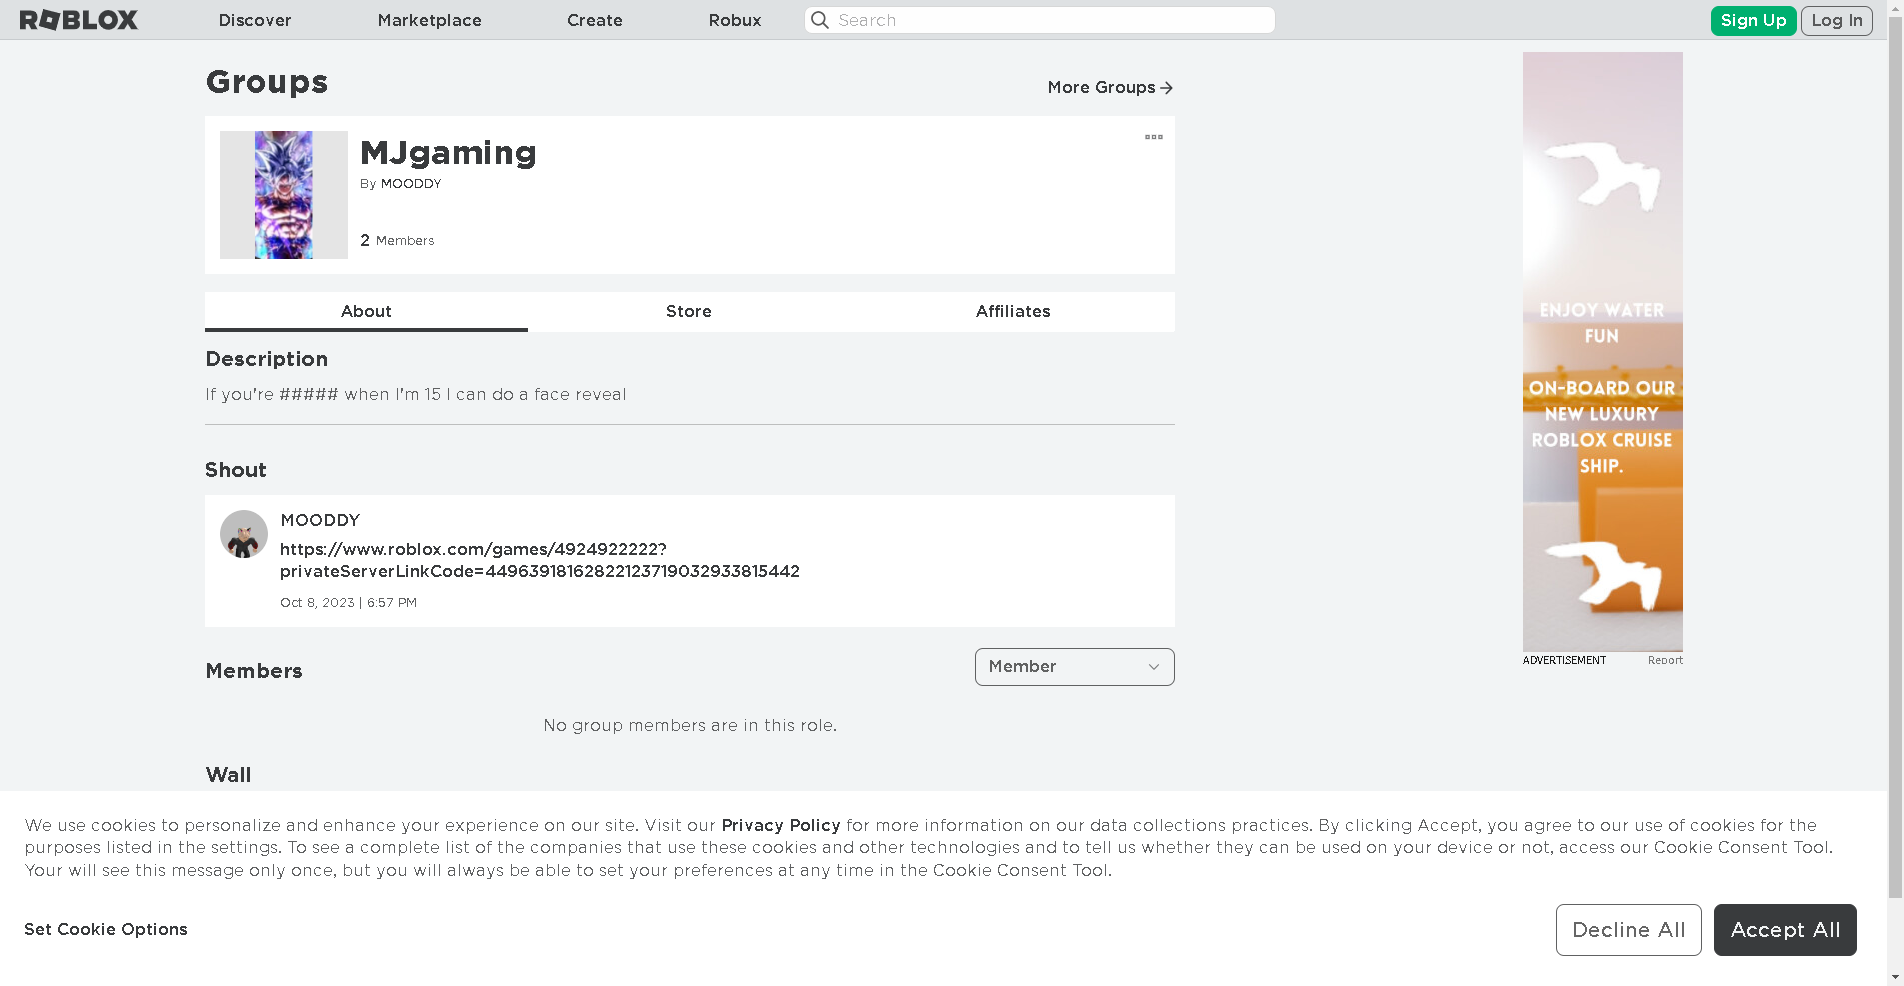 ROBLOX
Discover
Marketplace
Create
Robux
Search
Sign Up
Log In
Groups
More Groups
MJgaming
By MOODDY
2 Members
About
Store
Affiliates
Description
If you're ##### when I'm 15 I can do a face reveal
Shout
MOODDY
https://www.roblox.com/games/4924922222?
privateServerLinkCode=44963918162822123719032933815442
Oct 8, 2023 | 6:57 PM
Members
Member
No group members are in this role.
Wall
ENJOY WATER
FUN
ON-BOARD OUR
NEW LUXURY
ROBLOX CRUISE
SHIP.
ADVERTISEMENT
Report
We use cookies to personalize and enhance your experience on our site. Visit our Privacy Policy for more information on our data collections practices. By clicking Accept, you agree to our use of cookies for the
purposes listed in the settings. To see a complete list of the companies that use these cookies and other technologies and to tell us whether they can be used on your device or not, access our Cookie Consent Tool.
Your will see this message only once, but you will always be able to set your preferences at any time in the Cookie Consent Tool.
Set Cookie Options
Decline All
Accept All